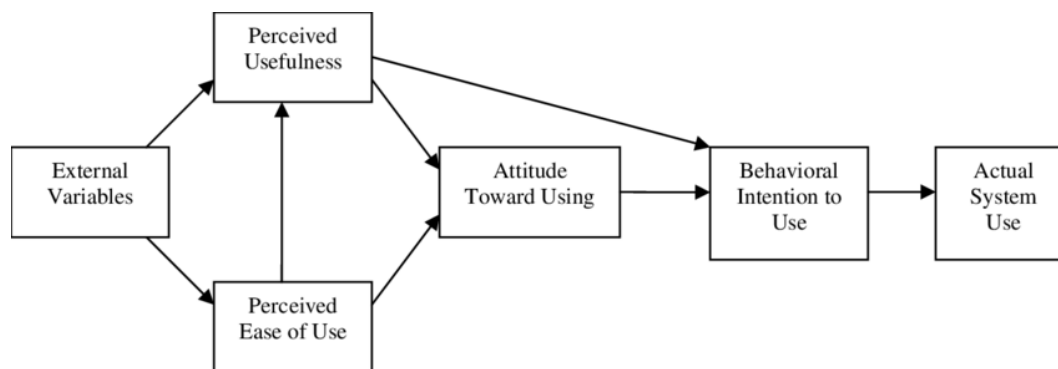 Perceived
Usefulness
External
Variables
Attitude
Toward Using
Behavioral
Intention to
Use
Actual
System
Use
Perceived
Ease of Use